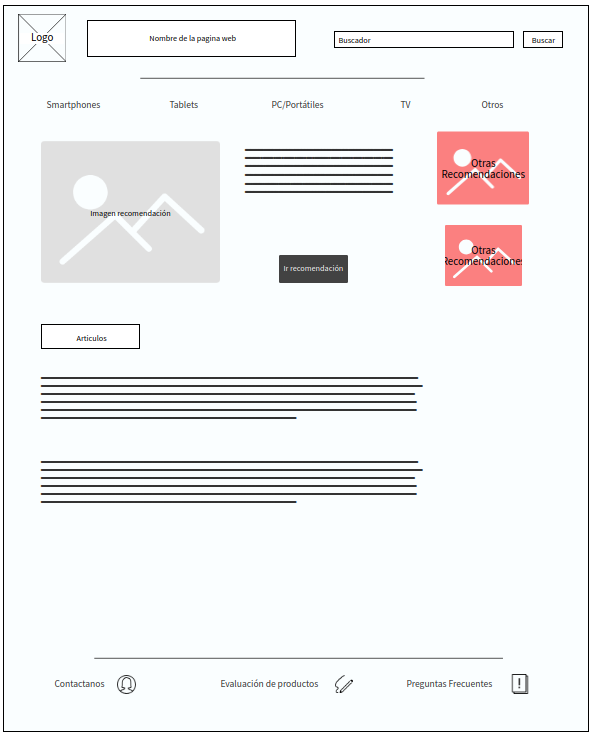 Logo
Nombre de la pagina web
Buscador
Buscar
Smartphones
Tablets
PC/Portátiles
TV
Otros
Imagen recomendación
Ir recomendación
Otras
Recomendaciones
Otras
Recomendaciones
Articulos
Contactanos
Evaluación de productos
Preguntas Frecuentes